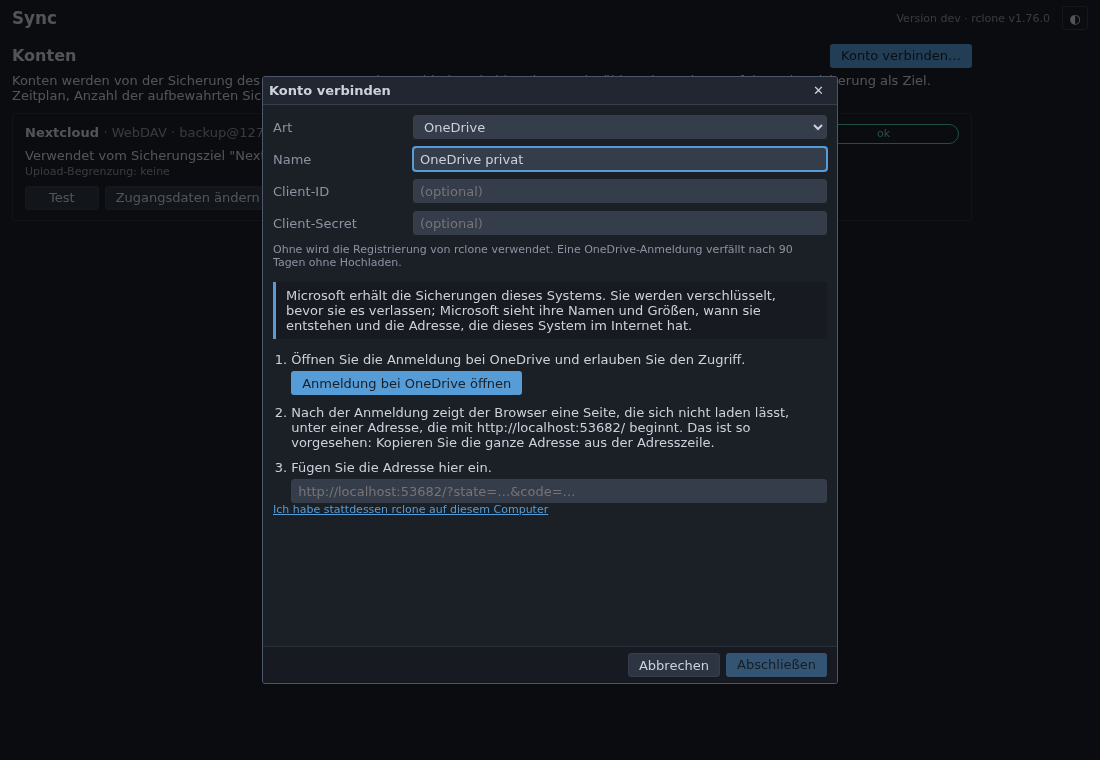 Sync
Version dev · rclone v1.76.0
Konten
Konto verbinden…
Konten werden von der Sicherung des
erung als Ziel.
Zeitplan, Anzahl der aufbewahrten Sic
Nextcloud · WebDAV · backup@127
ok
Verwendet vom Sicherungsziel "Next
Upload-Begrenzung: keine
Test
Zugangsdaten ändern
Konto verbinden
✕
Art
OneDrive
Name
OneDrive privat
Client-ID
(optional)
Client-Secret
(optional)
Ohne wird die Registrierung von rclone verwendet. Eine OneDrive-Anmeldung verfällt nach 90
Tagen ohne Hochladen.
Microsoft erhält die Sicherungen dieses Systems. Sie werden verschlüsselt,
bevor sie es verlassen; Microsoft sieht ihre Namen und Größen, wann sie
entstehen und die Adresse, die dieses System im Internet hat.
1. Öffnen Sie die Anmeldung bei OneDrive und erlauben Sie den Zugriff.
Anmeldung bei OneDrive öffnen
2. Nach der Anmeldung zeigt der Browser eine Seite, die sich nicht laden lässt,
unter einer Adresse, die mit http://localhost:53682/ beginnt. Das ist so
vorgesehen: Kopieren Sie die ganze Adresse aus der Adresszeile.
3. Fügen Sie die Adresse hier ein.
http://localhost:53682/?state=…&code=…
Ich habe stattdessen rclone auf diesem Computer
Abbrechen
Abschließen